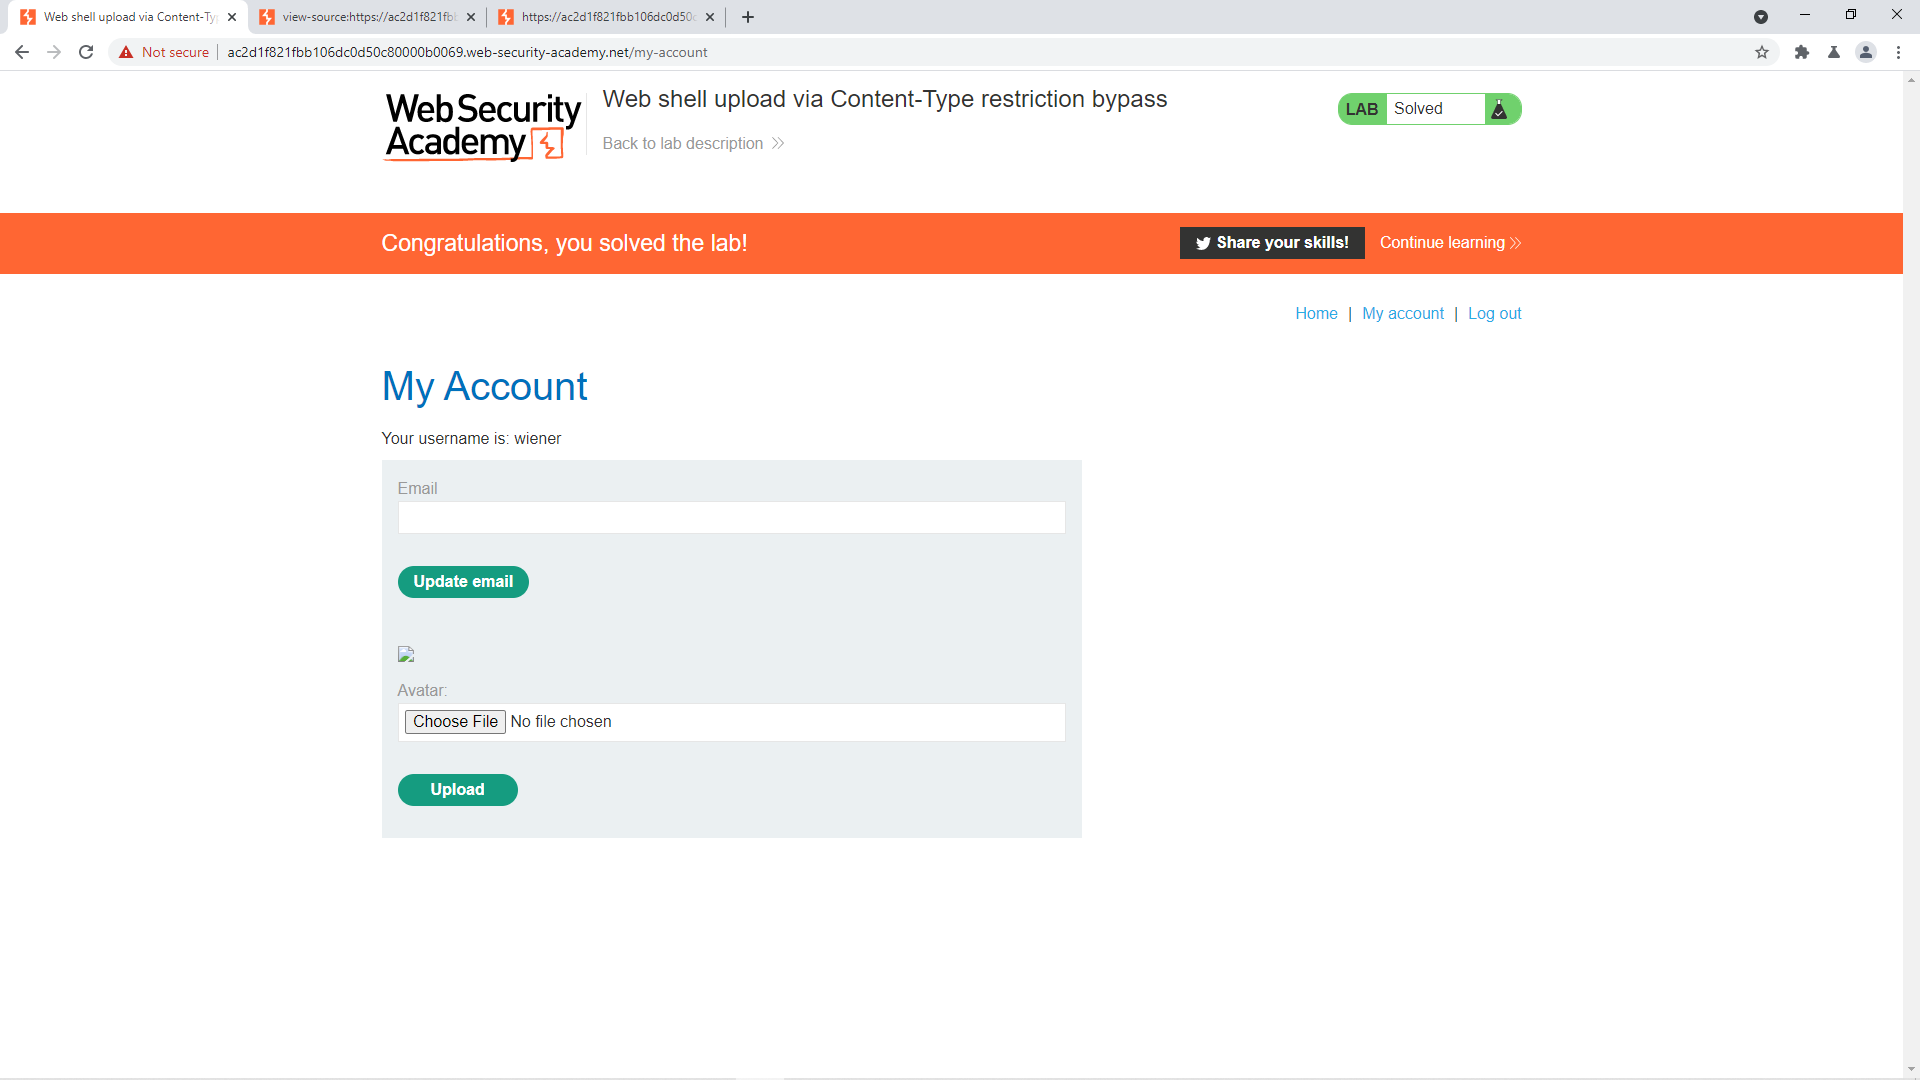 Web shell upload via Content-Ty
view-source:https://ac2d1f821fbb
https://ac2d1f821fbb106dc0d50c
Not secure
ac2d1f821fbb106dc0d50c80000b0069.web-security-academy.net/my-account
Web Security
Academy
Web shell upload via Content-Type restriction bypass
Back to lab description
LAB Solved
Congratulations, you solved the lab!
Share your skills!
Continue learning
Home | My account | Log out
My Account
Your username is: wiener
Email
Update email
Avatar:
Choose File No file chosen
Upload